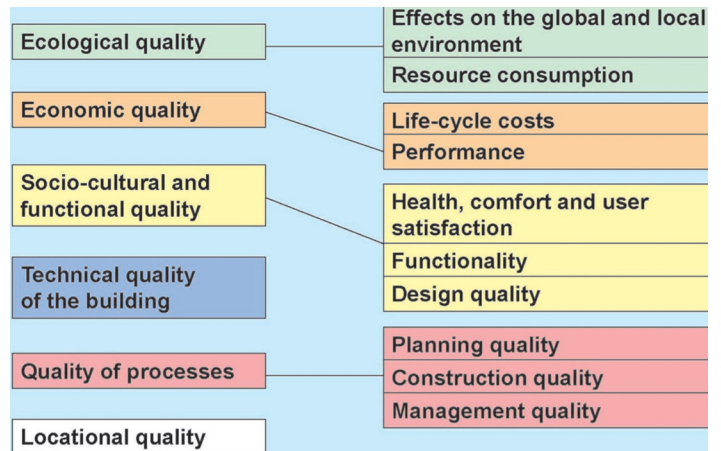 Ecological quality
Effects on the global and local
environment
Resource consumption
Economic quality
Life-cycle costs
Performance
Socio-cultural and
functional quality
Health, comfort and user
satisfaction
Functionality
Design quality
Technical quality
of the building
Quality of processes
Planning quality
Construction quality
Management quality
Locational quality